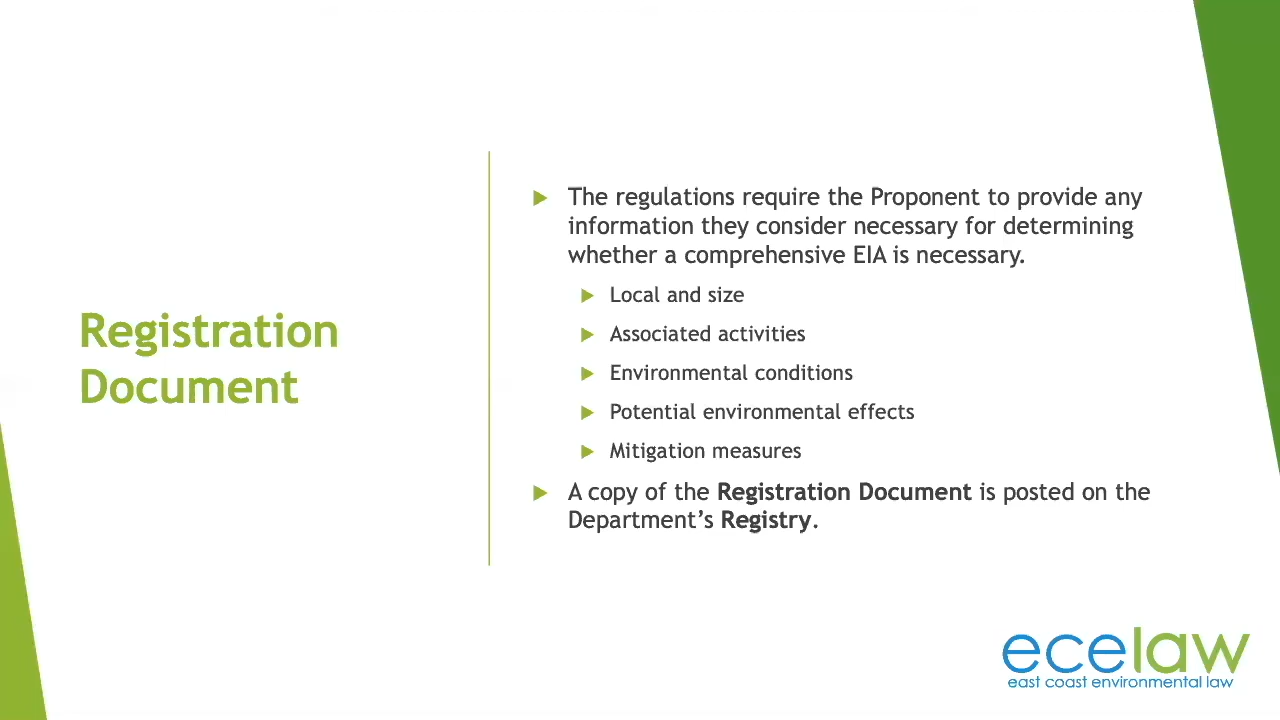 Registration
Document
The regulations require the Proponent to provide any
information they consider necessary for determining
whether a comprehensive EIA is necessary.
Local and size
Associated activities
Environmental conditions
Potential environmental effects
Mitigation measures
A copy of the Registration Document is posted on the
Department’s Registry.
ecelaw
east coast environmental law